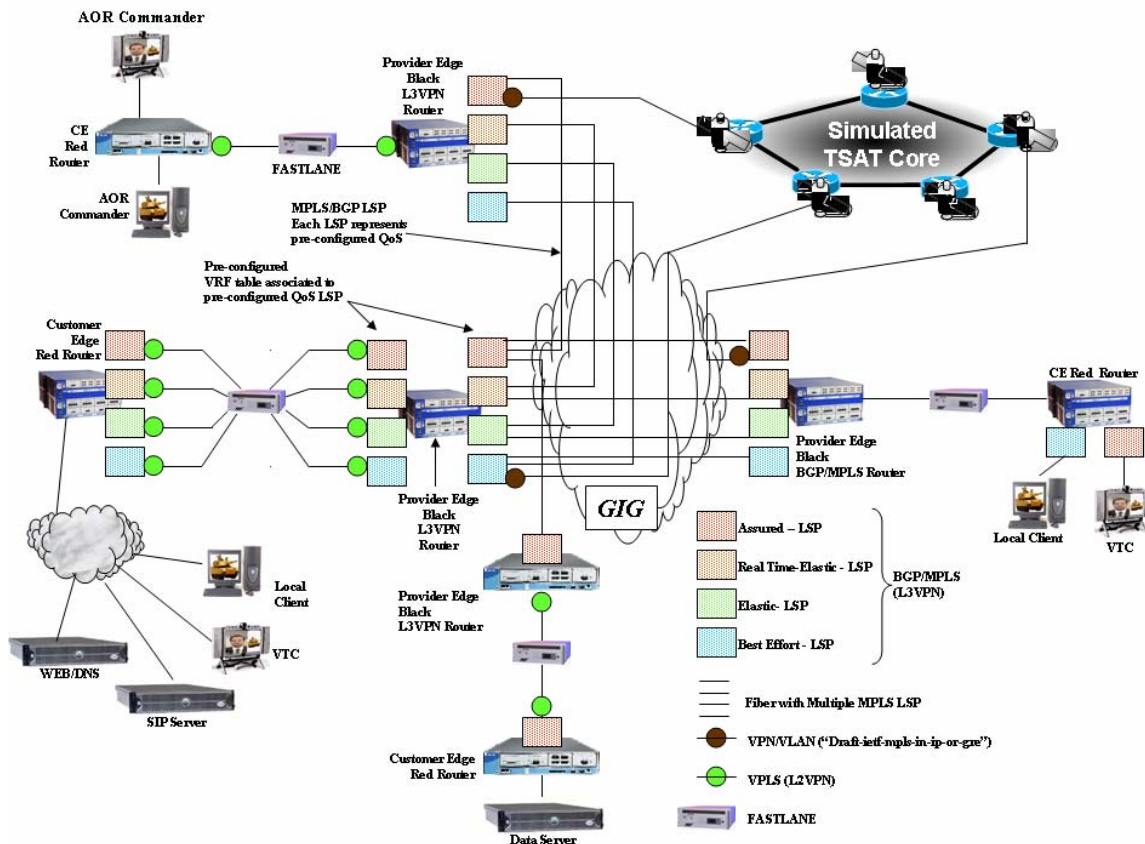 AOR Commander
Provider Edge
Black
L3VPN
Router
CE
Red
Router
FASTLANE
Simulated
TSAT Core
AOR
Commander
MPLS/BGP LSP
Each LSP represents
pre-configured QoS
Pre-configured
VRF table associated to
pre-configured QoS LSP
Customer
Edge
Red Router
CE Red Router
Provider Edge
Black
BGP/MPLS Router
Provider Edge
Black
L3VPN
Router
GIG
Local Client
VTC
Assured – LSP
Real Time-Elastic - LSP
Elastic- LSP
Best Effort - LSP
BGP/MPLS
(L3VPN)
Local
Client
VTC
WEB/DNS
SIP Server
Provider Edge
Black
L3VPN Router
Fiber with Multiple MPLS LSP
VPN/VLAN (“Draft-ietf-mpls-in-ip-or-gre”)
Customer Edge
Red Router
VPLS (L2VPN)
Data Server
FASTLANE